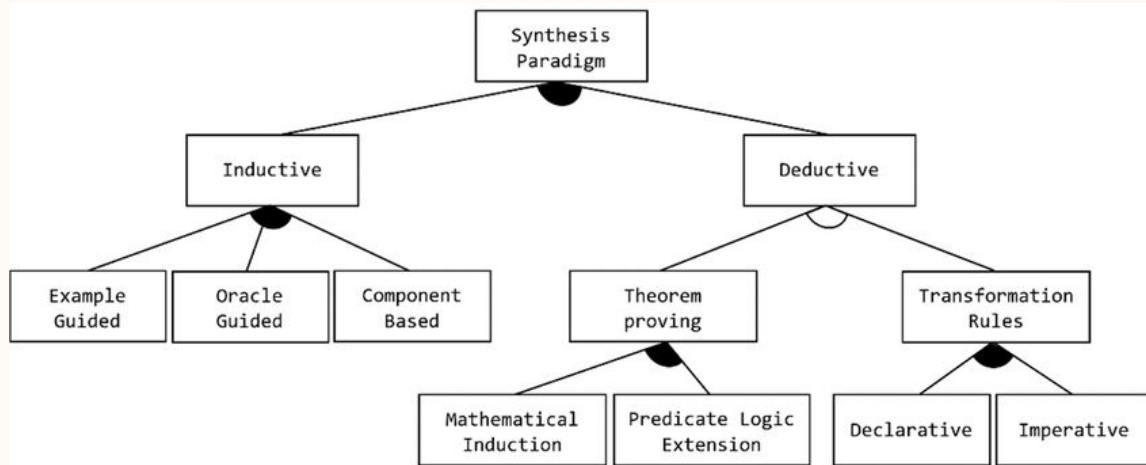 Synthesis
Paradigm
Inductive
Deductive
Example
Guided
Oracle
Guided
Component
Based
Theorem
proving
Transformation
Rules
Mathematical
Induction
Predicate Logic
Extension
Declarative
Imperative